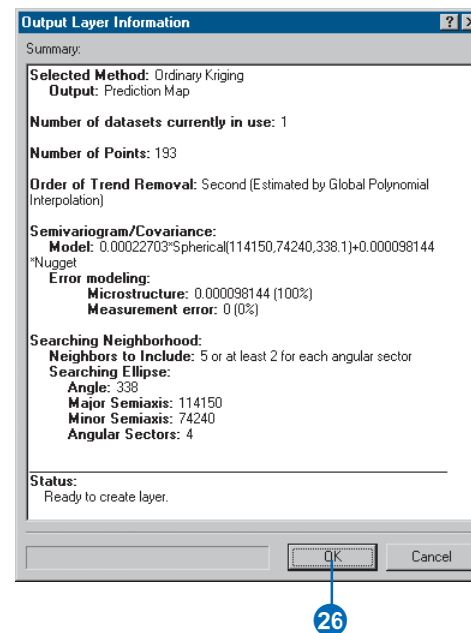 Output Layer Information
Summary:
Selected Method: Ordinary Kriging
Output: Prediction Map
Number of datasets currently in use: 1
Number of Points: 193
Order of Trend Removal: Second (Estimated by Global Polynomial
Interpolation)
Semivariogram/Covariance:
Model: 0.00022703*Spherical(114150,74240,338.1)+0.000098144
*Nugget
Error modeling:
Microstructure: 0.000098144 (100%)
Measurement error: 0 (0%)
Searching Neighborhood:
Neighbors to Include: 5 or at least 2 for each angular sector
Searching Ellipse:
Angle: 338
Major Semiaxis: 114150
Minor Semiaxis: 74240
Angular Sectors: 4
Status:
Ready to create layer.
OK Cancel
26